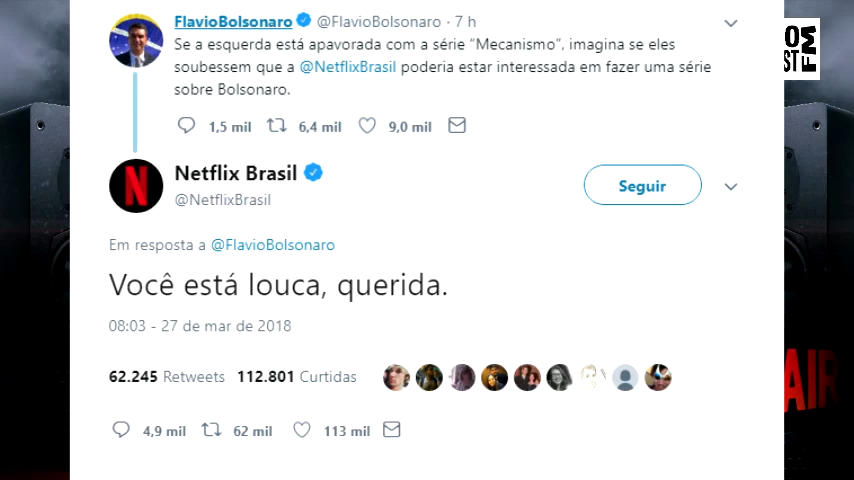 FlavioBolsonaro @FlavioBolsonaro · 7 h
Se a esquerda está apavorada com a série “Mecanismo”, imagina se eles
soubessem que a @NetflixBrasil poderia estar interessada em fazer uma série
sobre Bolsonaro.
1,5 mil 6,4 mil 9,0 mil
Netflix Brasil
@NetflixBrasil
Seguir
Em resposta a @FlavioBolsonaro
Você está louca, querida.
08:03 - 27 de mar de 2018
62.245 Retweets 112.801 Curtidas
4,9 mil 62 mil 113 mil
FM
AIR